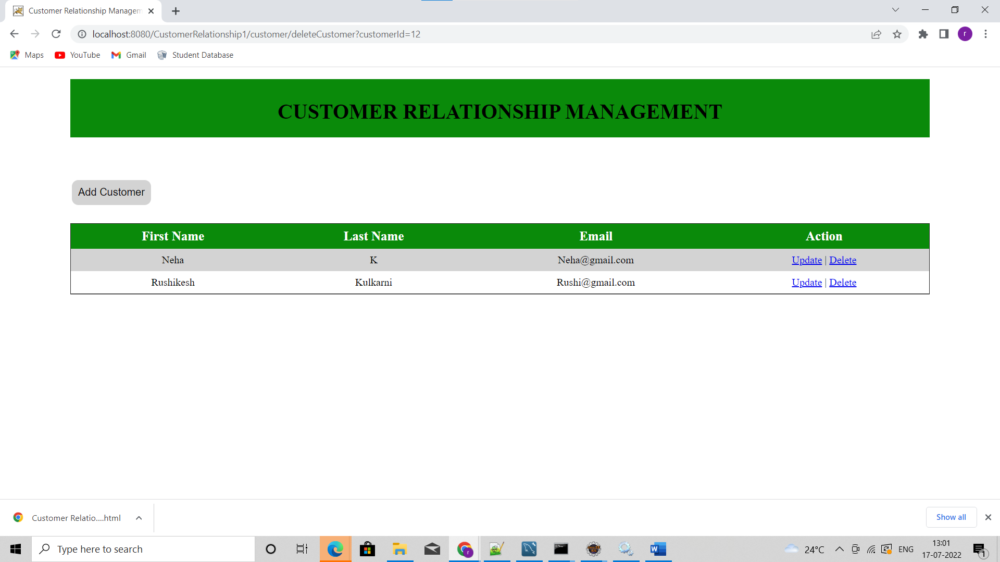 Customer Relationship Managem
localhost:8080/CustomerRelationship1/customer/deleteCustomer?customerId=12
r
Maps YouTube Gmail Student Database
CUSTOMER RELATIONSHIP MANAGEMENT
Add Customer
First Name Last Name Email Action
Neha K Neha@gmail.com Update | Delete
Rushikesh Kulkarni Rushi@gmail.com Update | Delete
Customer Relatio....html Show all
Type here to search
24°C ENG
13:01
17-07-2022
1